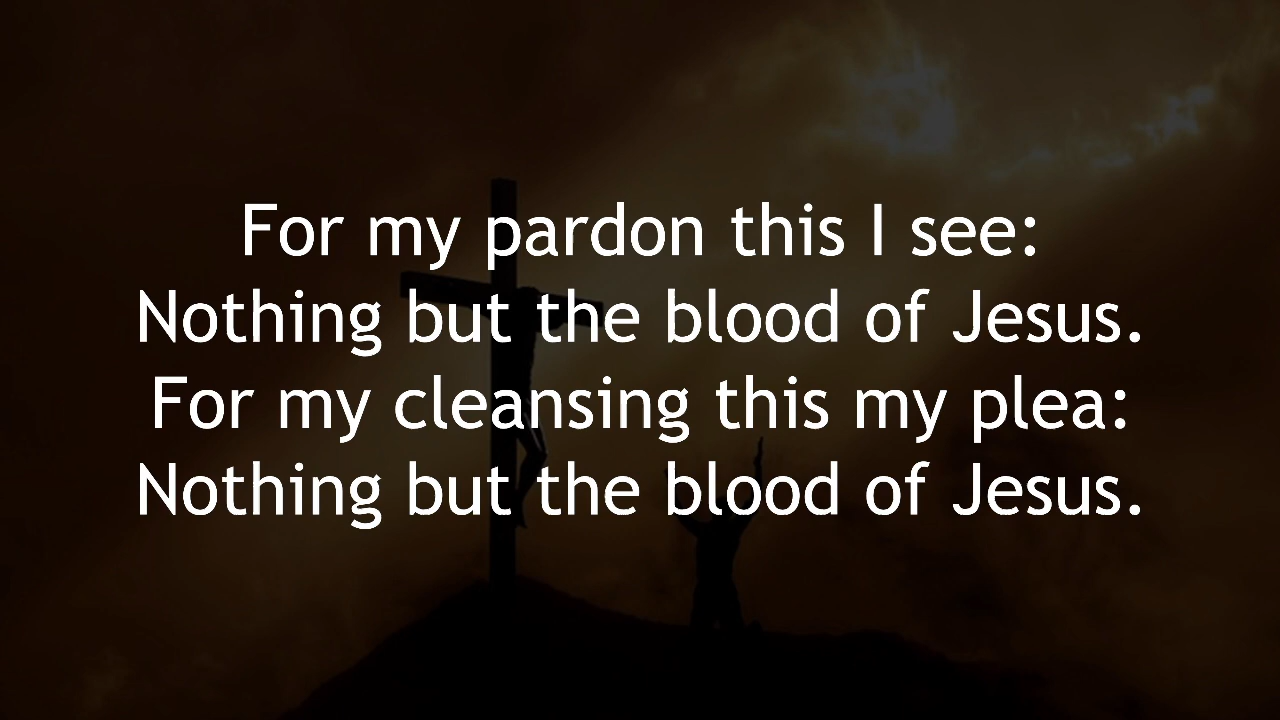 For my pardon this I see:
Nothing but the blood of Jesus.
For my cleansing this my plea:
Nothing but the blood of Jesus.